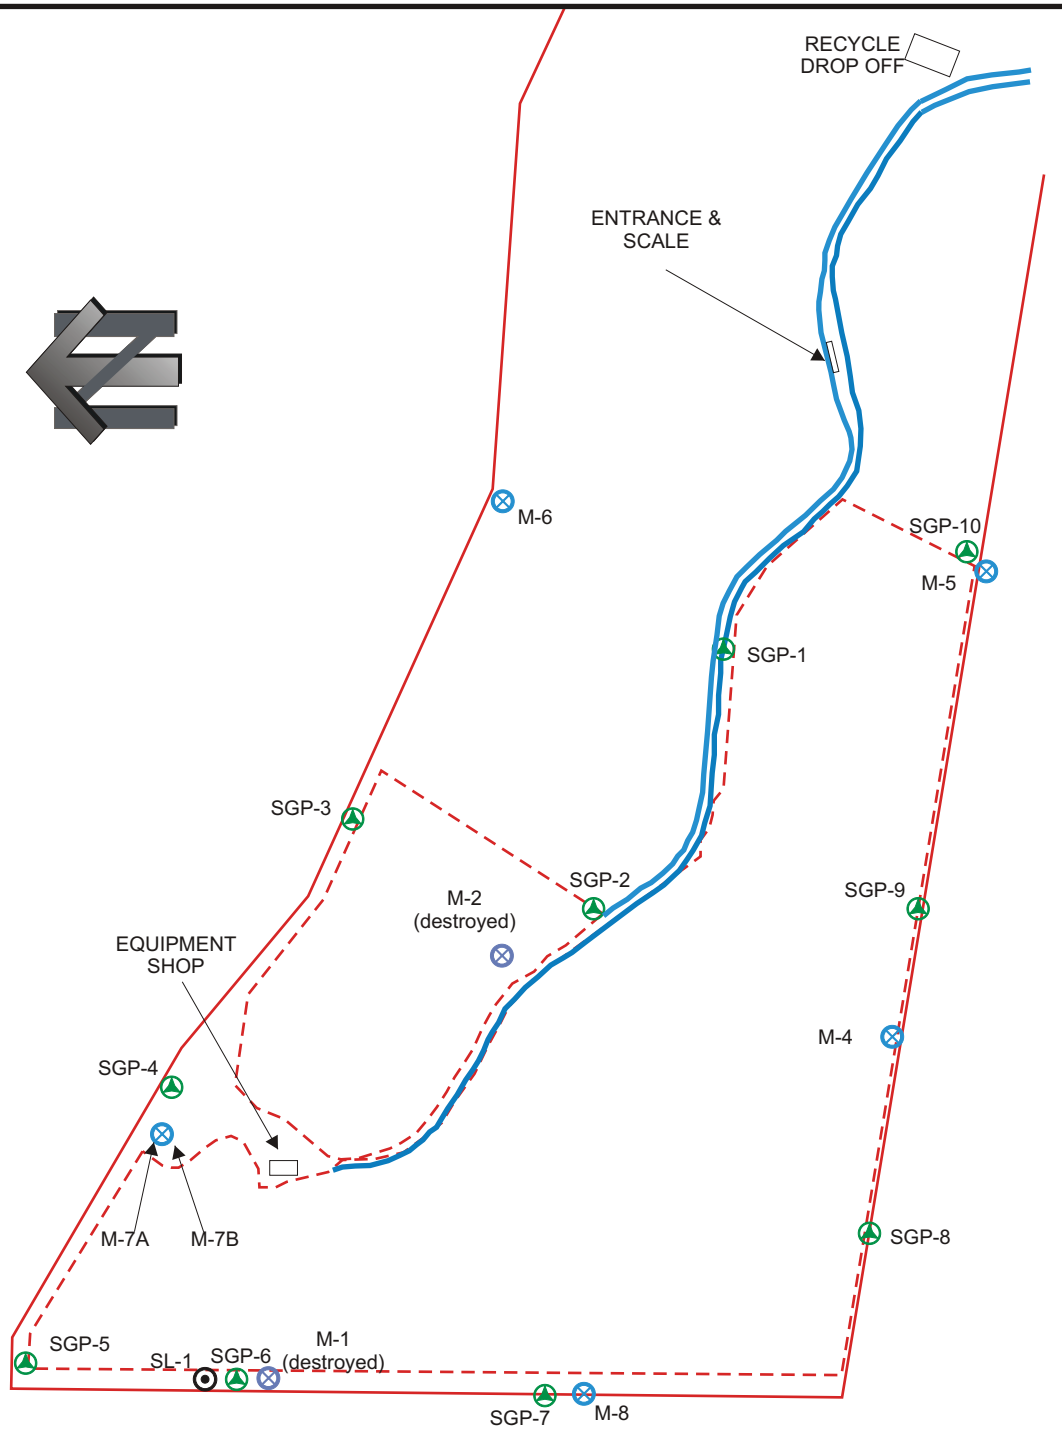 RECYCLE
DROP OFF
ENTRANCE &
SCALE
M-6
SGP-10
M-5
SGP-1
SGP-3
SGP-2
SGP-9
M-2
(destroyed)
EQUIPMENT
SHOP
M-4
SGP-4
M-7A
M-7B
SGP-8
SGP-5
SL-1
SGP-6
M-1
(destroyed)
SGP-7
M-8